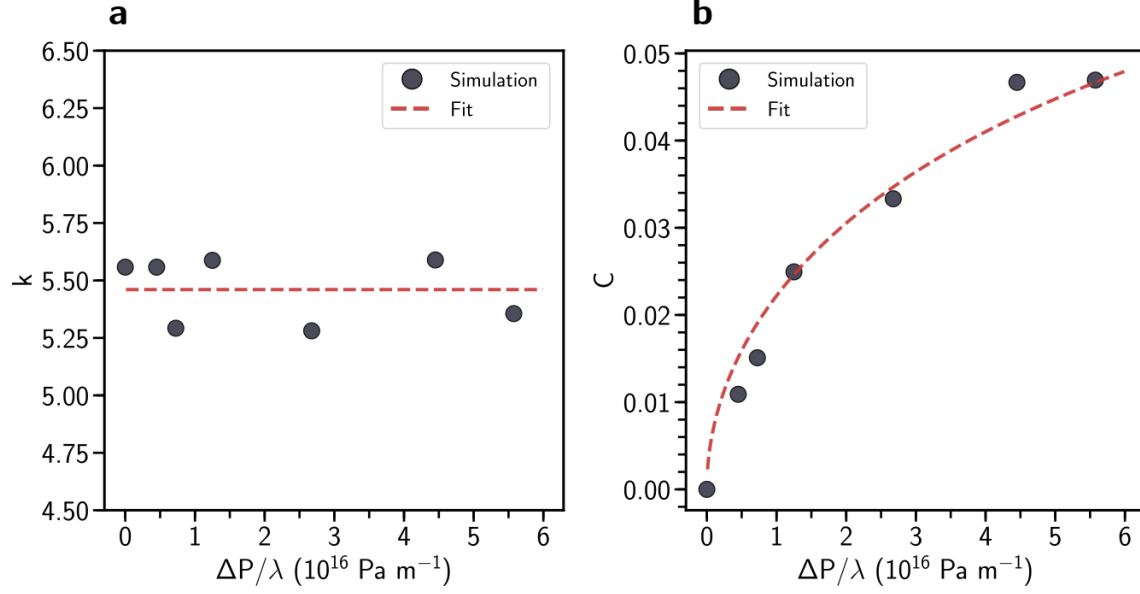 a
6.50
6.25
6.00
5.75
5.50
5.25
5.00
4.75
4.50
k
Simulation
Fit
0 1 2 3 4 5 6
ΔP/λ (10¹⁶ Pa m⁻¹)
b
0.05
0.04
0.03
0.02
0.01
0.00
C
Simulation
Fit
0 1 2 3 4 5 6
ΔP/λ (10¹⁶ Pa m⁻¹)